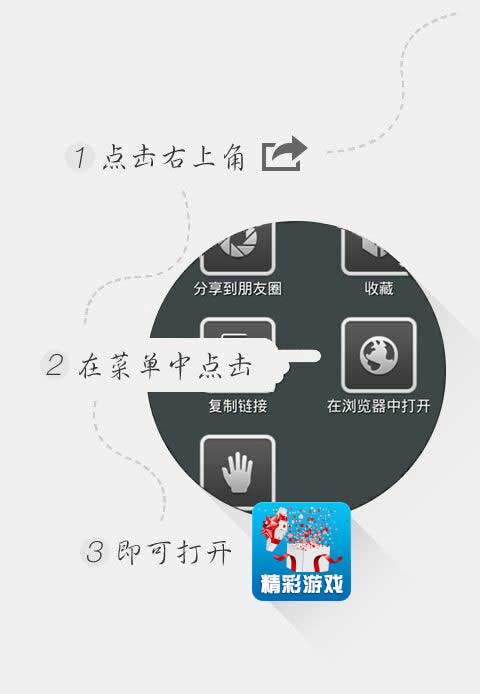 1 点击右上角
分享到朋友圈 收藏
2 在菜单中点击
复制链接 在浏览器中打开
3 即可打开
精彩游戏